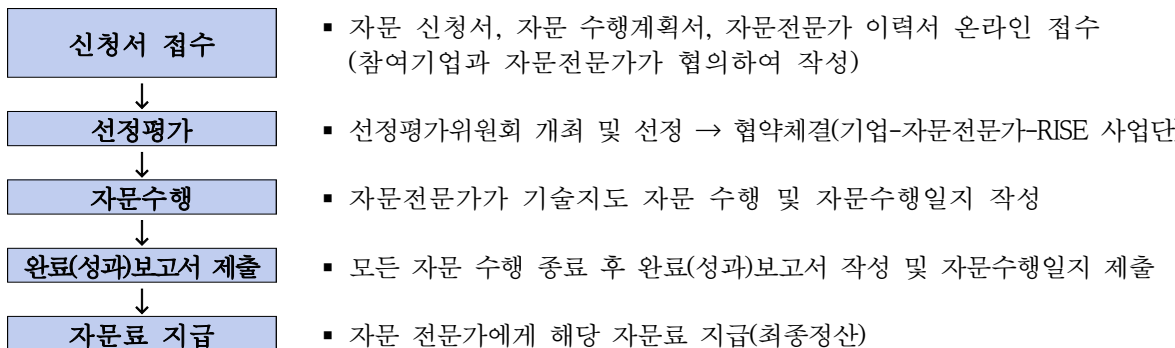 신청서 접수
▪ 자문 신청서, 자문 수행계획서, 자문전문가 이력서 온라인 접수
(참여기업과 자문전문가가 협의하여 작성)
↓
선정평가
▪ 선정평가위원회 개최 및 선정 → 협약체결(기업-자문전문가-RISE 사업단
↓
자문수행
▪ 자문전문가가 기술지도 자문 수행 및 자문수행일지 작성
↓
완료(성과)보고서 제출
▪ 모든 자문 수행 종료 후 완료(성과)보고서 작성 및 자문수행일지 제출
↓
자문료 지급
▪ 자문 전문가에게 해당 자문료 지급(최종정산)